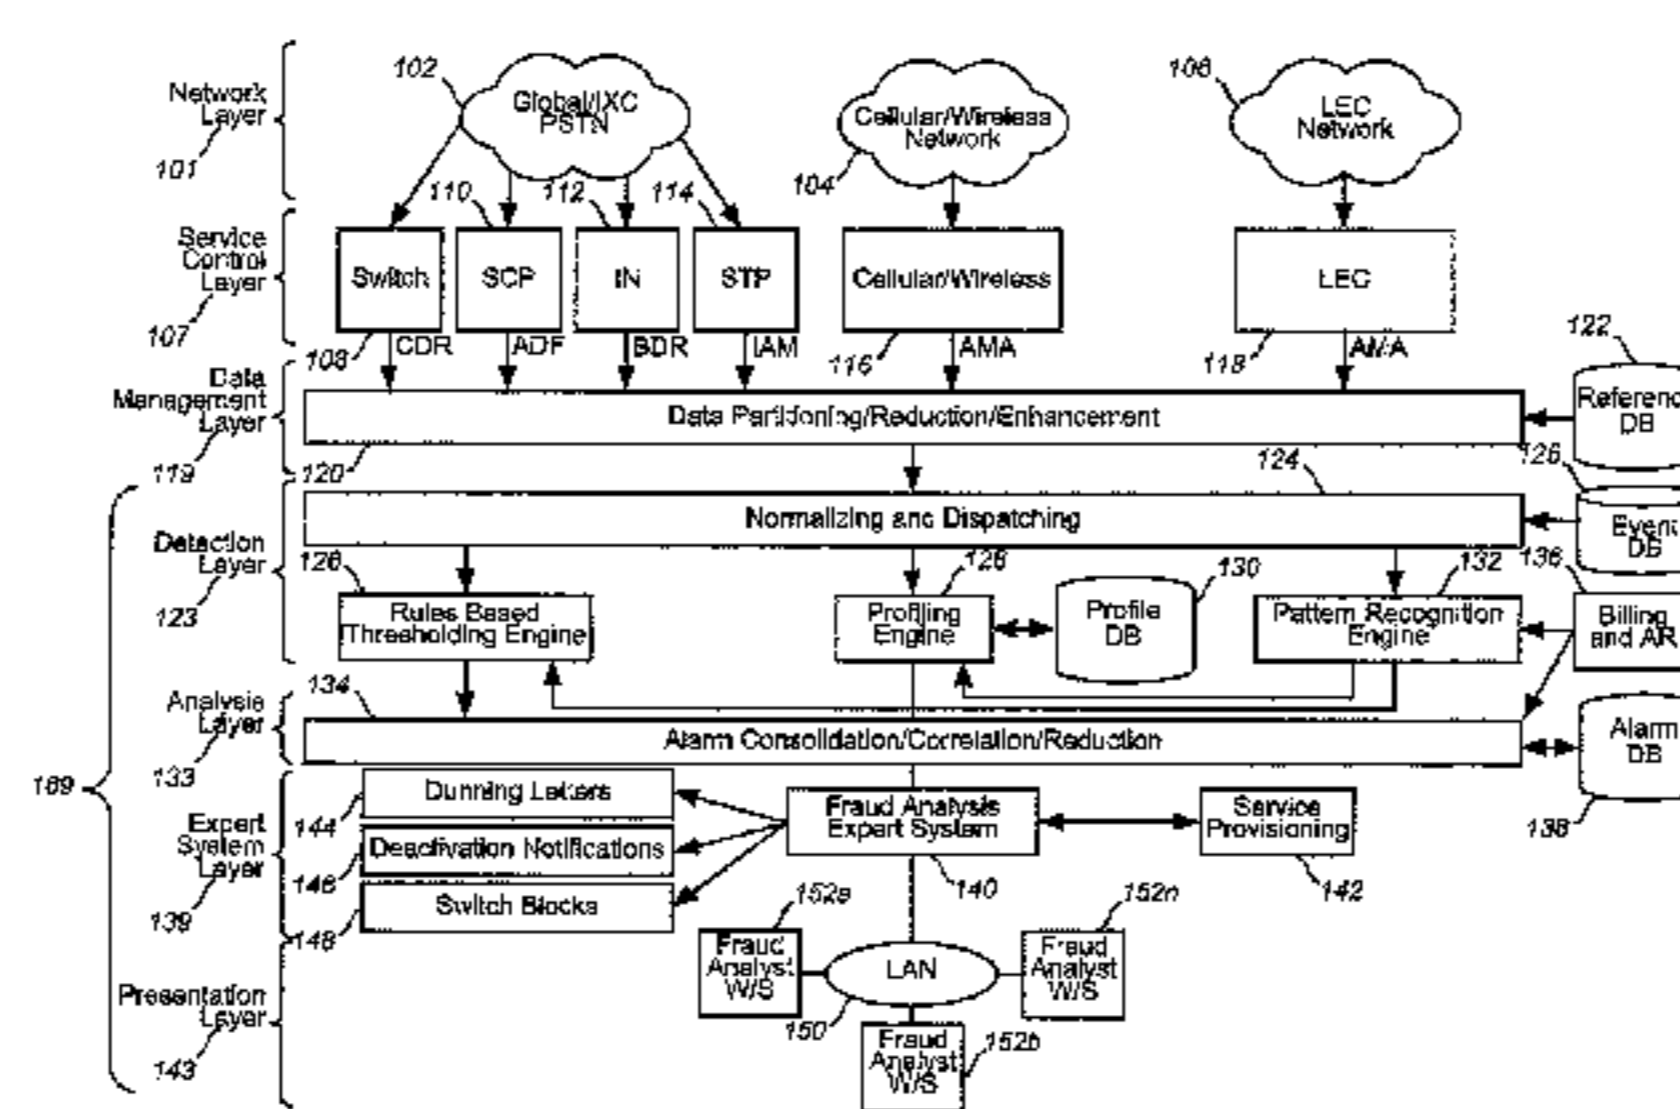 102
Global/IXC
PSTN
Cellular/Wireless
Network
104
106
LEC
Network
Network
Layer
101
110
112
114
Service
Control
Layer
107
Switch
SCP
IN
STP
Cellular/Wireless
LEC
108
CDR
ADF
BDR
IAM
116
AMA
118
AMA
122
Data
Management
Layer
119
Data Partitioning/Reduction/Enhancement
Referenc
DB
120
124
126
Normalizing and Dispatching
Event
DB
Detection
Layer
123
126
128
130
132
136
Rules Based
Thresholding Engine
Profiling
Engine
Profile
DB
Pattern Recognition
Engine
Billing
and AR
134
Analysis
Layer
133
Alarm Consolidation/Correlation/Reduction
Alarm
DB
138
169
Expert
System
Layer
139
Dunning Letters
144
Deactivation Notifications
146
Switch Blocks
148
Fraud Analysis
Expert System
140
Service
Provisioning
142
152a
152n
Presentation
Layer
143
Fraud
Analyst
W/S
LAN
150
Fraud
Analyst
W/S
Fraud
Analyst
W/S
152b